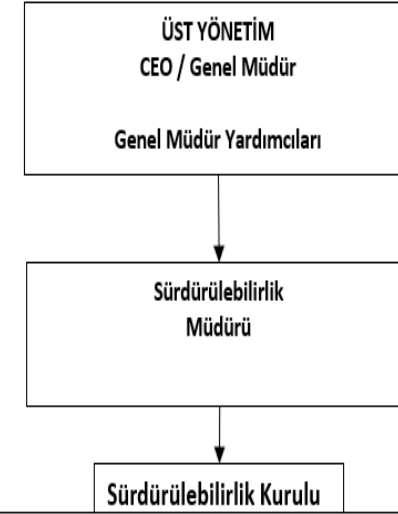 ÜST YÖNETİM
CEO / Genel Müdür
Genel Müdür Yardımcıları
Sürdürülebilirlik
Müdürü
Sürdürülebilirlik Kurulu